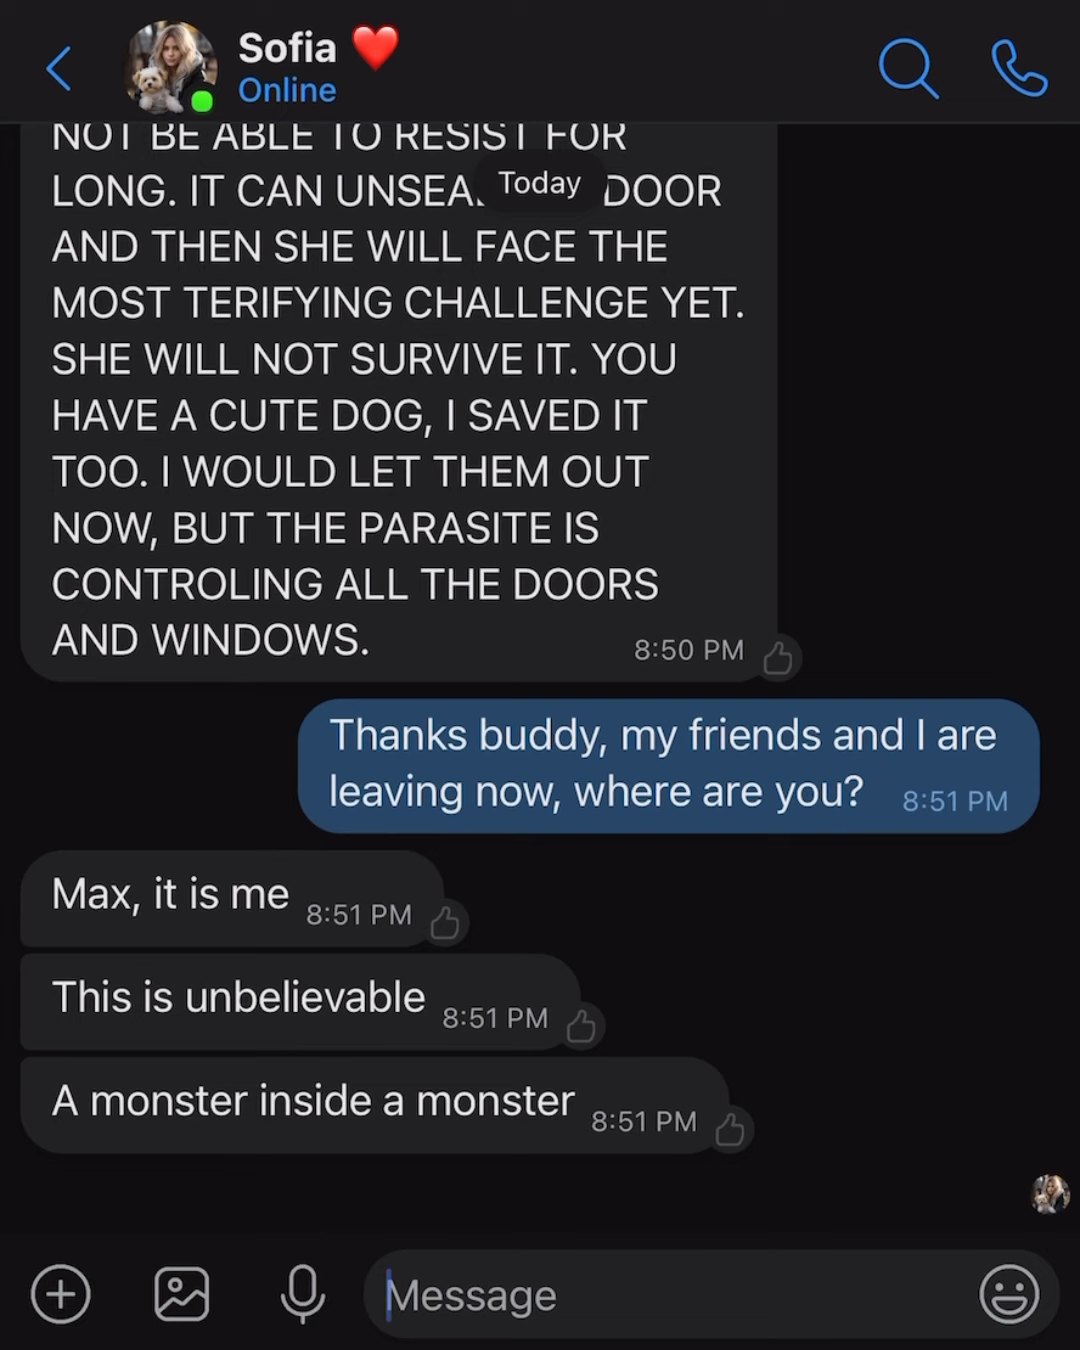 Sofia ❤️
Online
NOT BE ABLE TO RESIST FOR
Today
LONG. IT CAN UNSEA DOOR
AND THEN SHE WILL FACE THE
MOST TERIFYING CHALLENGE YET.
SHE WILL NOT SURVIVE IT. YOU
HAVE A CUTE DOG, I SAVED IT
TOO. I WOULD LET THEM OUT
NOW, BUT THE PARASITE IS
CONTROLING ALL THE DOORS
AND WINDOWS.
8:50 PM
Thanks buddy, my friends and I are
leaving now, where are you?
8:51 PM
Max, it is me
8:51 PM
This is unbelievable
8:51 PM
A monster inside a monster
8:51 PM
Message